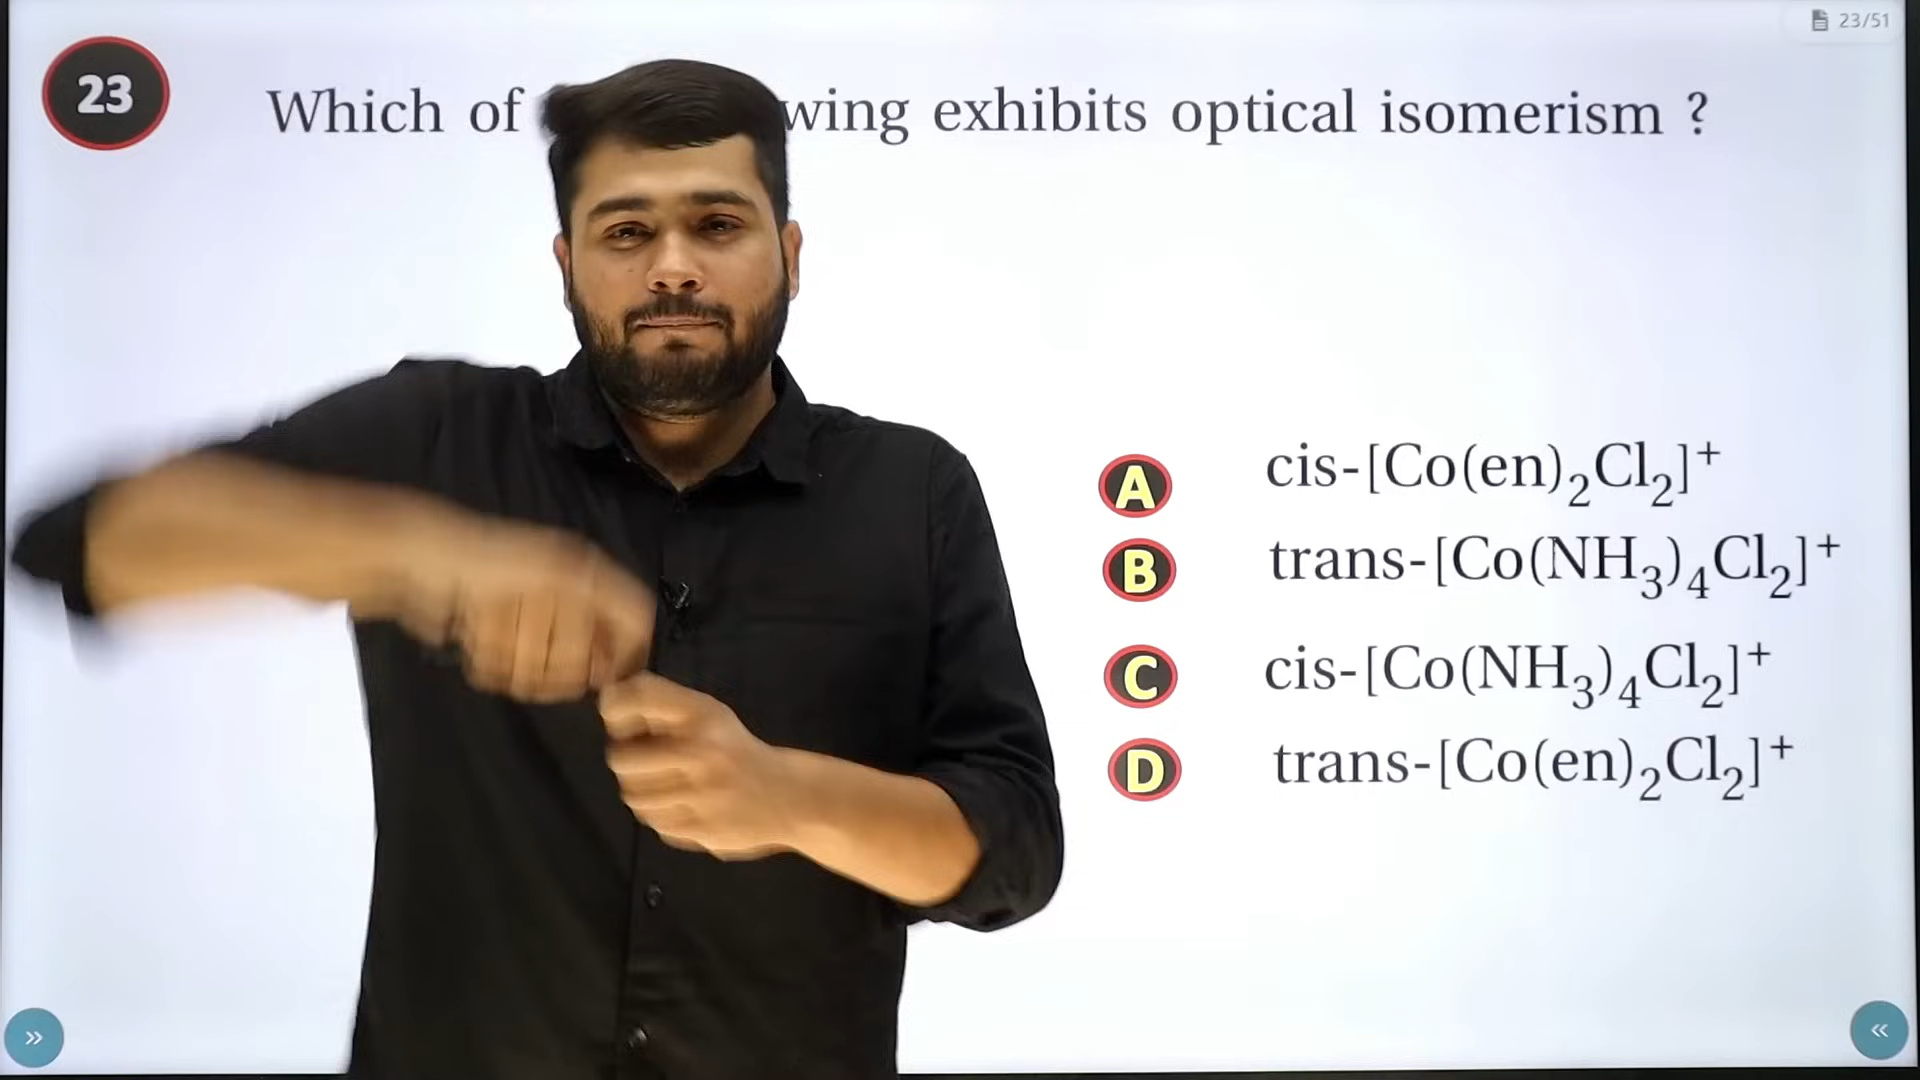 23/51
23
Which of wing exhibits optical isomerism ?
A cis-[Co(en)₂Cl₂]⁺
B trans-[Co(NH₃)₄Cl₂]⁺
C cis-[Co(NH₃)₄Cl₂]⁺
D trans-[Co(en)₂Cl₂]⁺